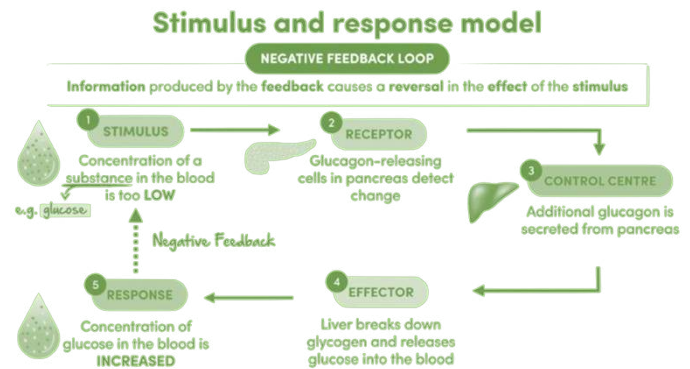 Stimulus and response model
NEGATIVE FEEDBACK LOOP
Information produced by the feedback causes a reversal in the effect of the stimulus
1
STIMULUS
Concentration of a
substance in the blood
is too LOW
e.g. glucose
2
RECEPTOR
Glucagon-releasing
cells in pancreas detect
change
3
CONTROL CENTRE
Additional glucagon is
secreted from pancreas
4
EFFECTOR
Liver breaks down
glycogen and releases
glucose into the blood
5
RESPONSE
Concentration of
glucose in the blood is
INCREASED
Negative Feedback